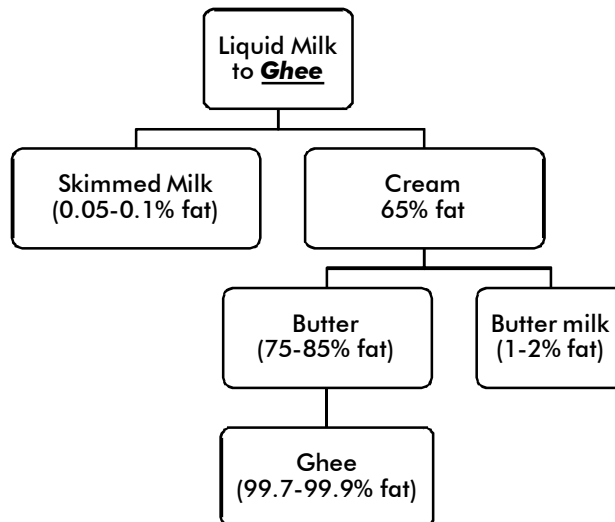 Liquid Milk
to Ghee
Skimmed Milk
(0.05-0.1% fat)
Cream
65% fat
Butter
(75-85% fat)
Butter milk
(1-2% fat)
Ghee
(99.7-99.9% fat)